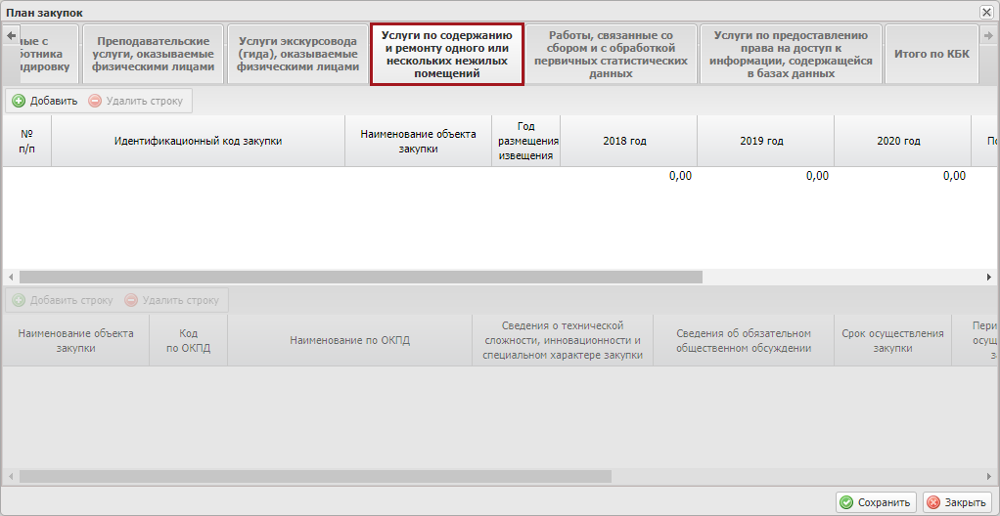 План закупок
ные с
ботника
ндировку
Преподавательские
услуги, оказываемые
физическими лицами
Услуги экскурсовода
(гида), оказываемые
физическими лицами
Услуги по содержанию
и ремонту одного или
нескольких нежилых
помещений
Работы, связанные со
сбором и с обработкой
первичных статистических
данных
Услуги по предоставлению
права на доступ к
информации, содержащейся
в базах данных
Итого по КБК
Добавить
Удалить строку
№
п/п
Идентификационный код закупки
Наименование объекта
закупки
Год
размещения
извещения
2018 год
2019 год
2020 год
По
0,00
0,00
0,00
Добавить строку
Удалить строку
Наименование объекта
закупки
Код
по ОКПД
Наименование по ОКПД
Сведения о технической
сложности, инновационности и
специальном характере закупки
Сведения об обязательном
общественном обсуждении
Срок осуществления
закупки
Пери
осущ
за
Сохранить
Закрыть